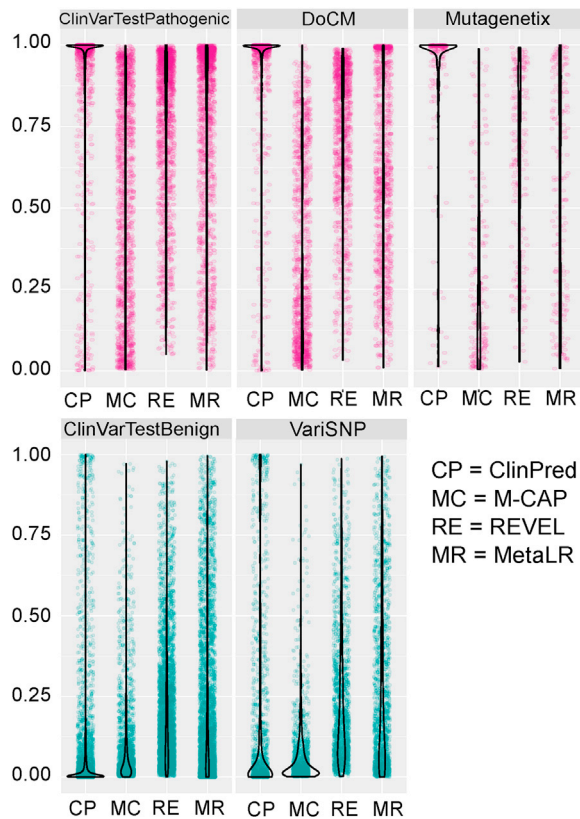 ClinVarTestPathogenic DoCM Mutagenetix
1.00
0.75
0.50
0.25
0.00
CP MC RE MR CP MC RE MR CP MC RE MR
ClinVarTestBenign VariSNP
1.00
0.75
0.50
0.25
0.00
CP MC RE MR CP MC RE MR
CP = ClinPred
MC = M-CAP
RE = REVEL
MR = MetaLR